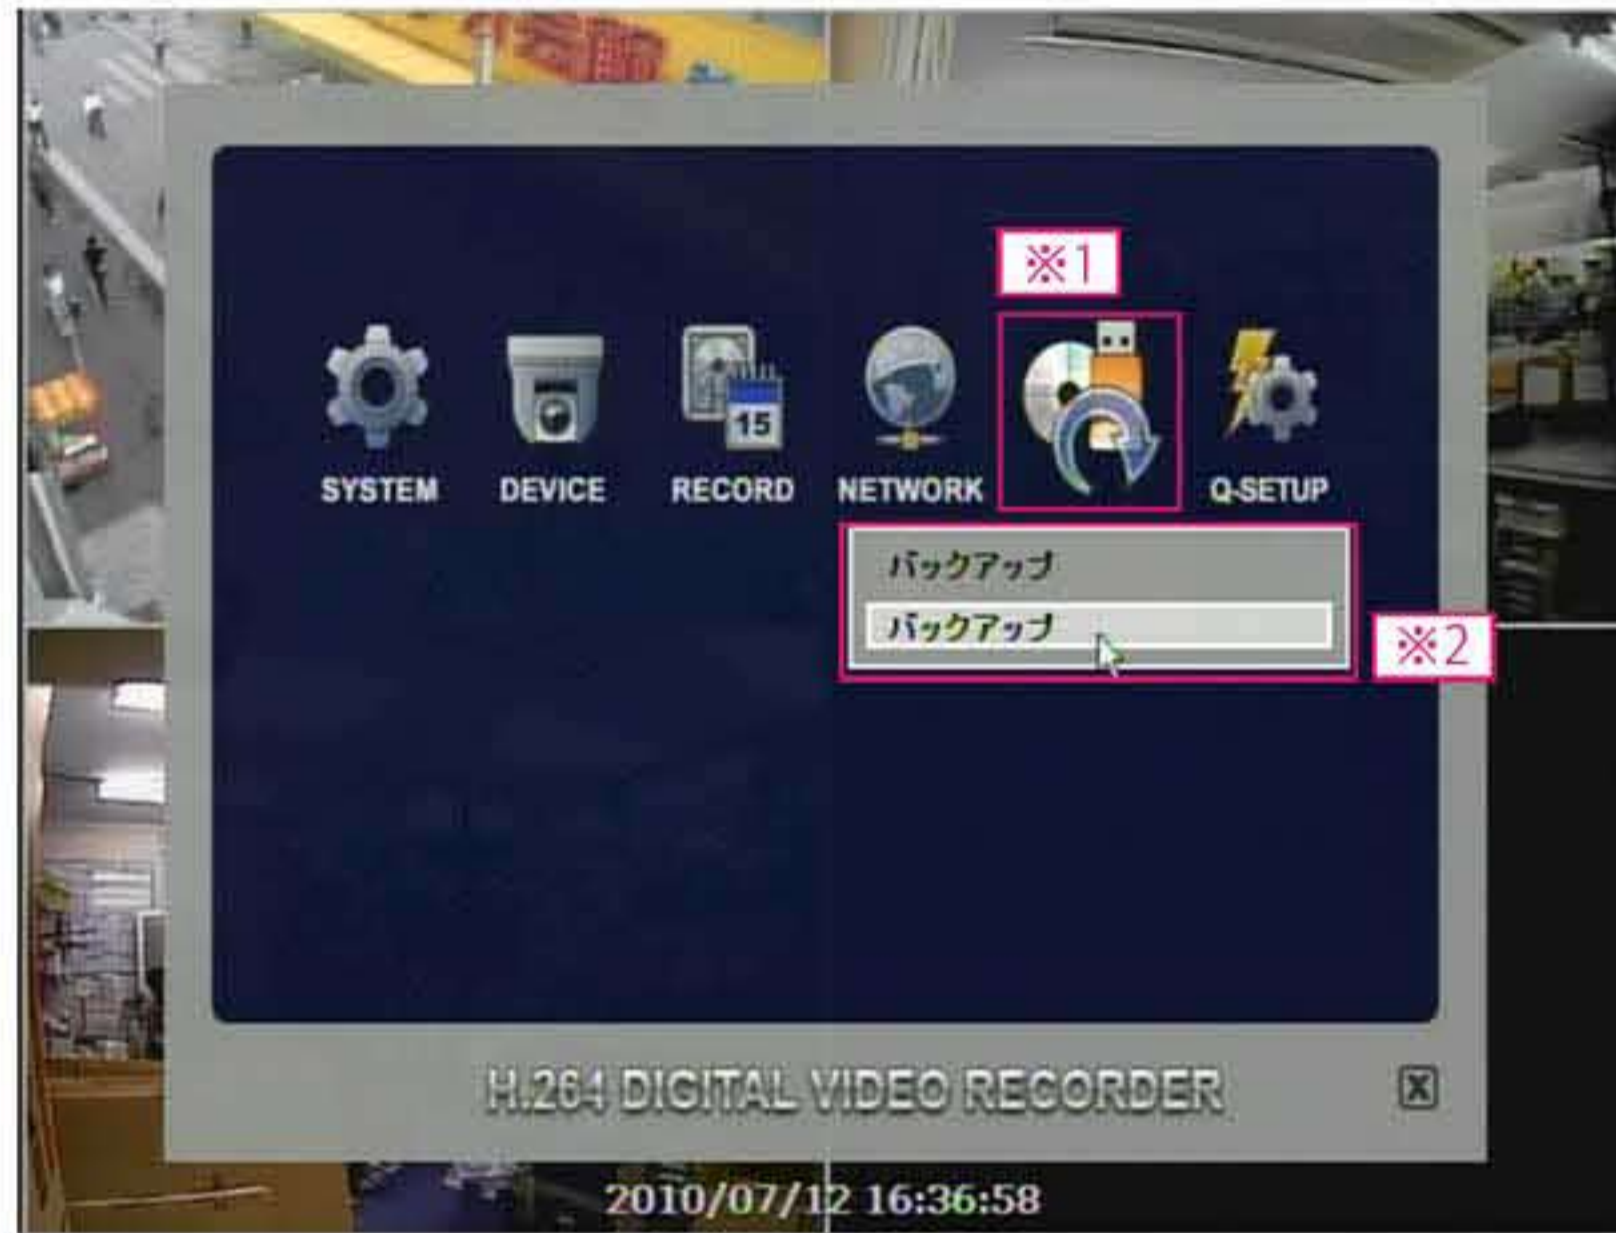 ※1
15
SYSTEM
DEVICE
RECORD
NETWORK
Q-SETUP
バックアップ
バックアップ
※2
H.264 DIGITAL VIDEO RECORDER
X
2010/07/12 16:36:58